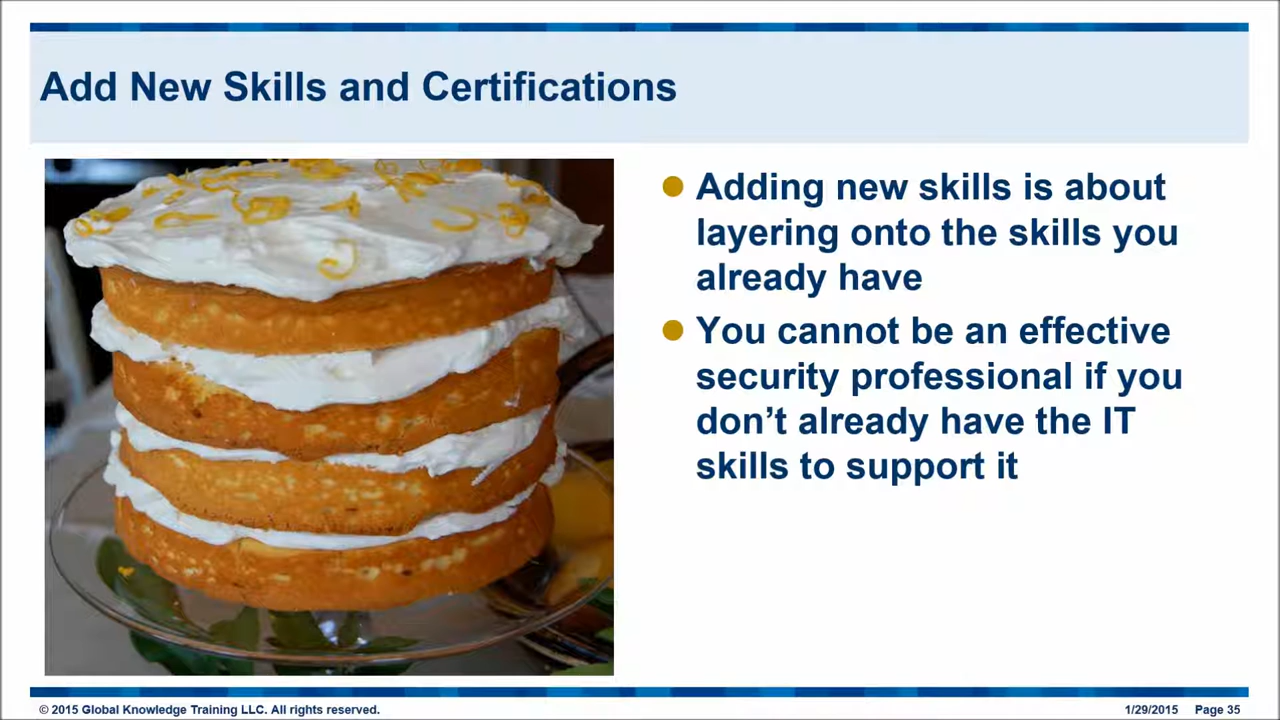 Add New Skills and Certifications
Adding new skills is about
layering onto the skills you
already have
You cannot be an effective
security professional if you
don’t already have the IT
skills to support it
© 2015 Global Knowledge Training LLC. All rights reserved.
1/29/2015 Page 35